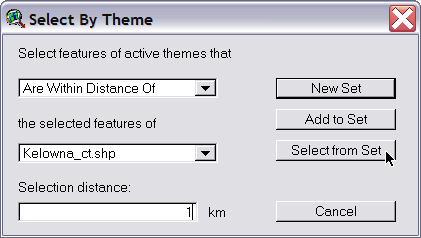 Select By Theme
Select features of active themes that
Are Within Distance Of
New Set
Add to Set
the selected features of
Kelowna_ct.shp
Select from Set
Selection distance:
1 km
Cancel